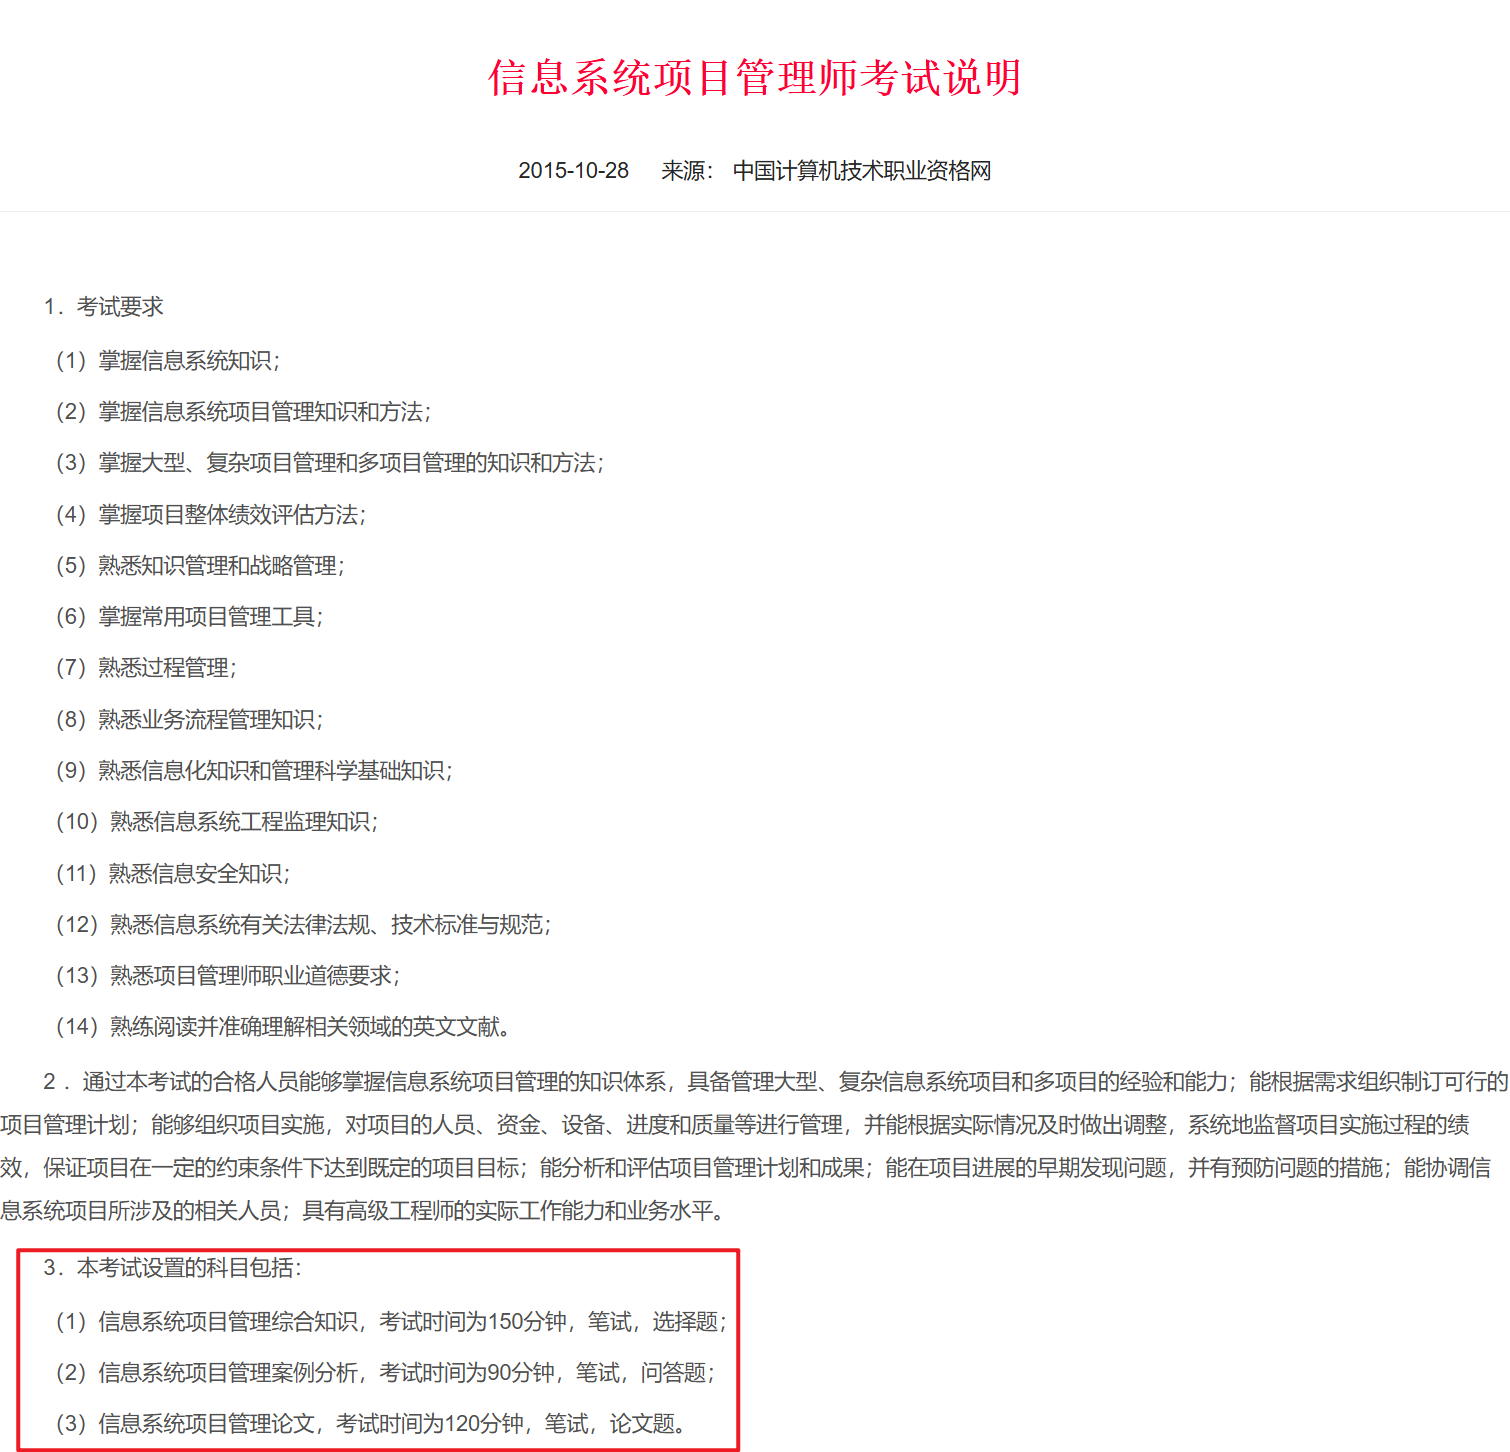 信息系统项目管理师考试说明
2015-10-28 来源： 中国计算机技术职业资格网
1．考试要求
（1）掌握信息系统知识；
（2）掌握信息系统项目管理知识和方法；
（3）掌握大型、复杂项目管理和多项目管理的知识和方法；
（4）掌握项目整体绩效评估方法；
（5）熟悉知识管理和战略管理；
（6）掌握常用项目管理工具；
（7）熟悉过程管理；
（8）熟悉业务流程管理知识；
（9）熟悉信息化知识和管理科学基础知识；
（10）熟悉信息系统工程监理知识；
（11）熟悉信息安全知识；
（12）熟悉信息系统有关法律法规、技术标准与规范；
（13）熟悉项目管理师职业道德要求；
（14）熟练阅读并准确理解相关领域的英文文献。
2 ．通过本考试的合格人员能够掌握信息系统项目管理的知识体系，具备管理大型、复杂信息系统项目和多项目的经验和能力；能根据需求组织制订可行的
项目管理计划；能够组织项目实施，对项目的人员、资金、设备、进度和质量等进行管理，并能根据实际情况及时做出调整，系统地监督项目实施过程的绩
效，保证项目在一定的约束条件下达到既定的项目目标；能分析和评估项目管理计划和成果；能在项目进展的早期发现问题，并有预防问题的措施；能协调信
息系统项目所涉及的相关人员；具有高级工程师的实际工作能力和业务水平。
3．本考试设置的科目包括：
（1）信息系统项目管理综合知识，考试时间为150分钟，笔试，选择题；
（2）信息系统项目管理案例分析，考试时间为90分钟，笔试，问答题；
（3）信息系统项目管理论文，考试时间为120分钟，笔试，论文题。